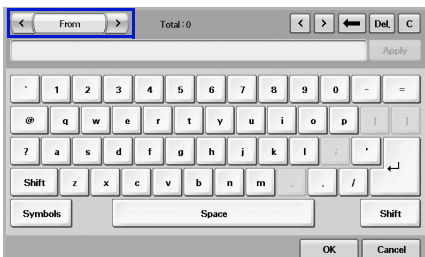 < From > Total : 0 < > ← Del. C
Apply
` 1 2 3 4 5 6 7 8 9 0 - =
@ q w e r t y u i o p [ ]
? a s d f g h j k l ; '
Shift z x c v b n m , . / ↵
Symbols Space Shift
OK Cancel